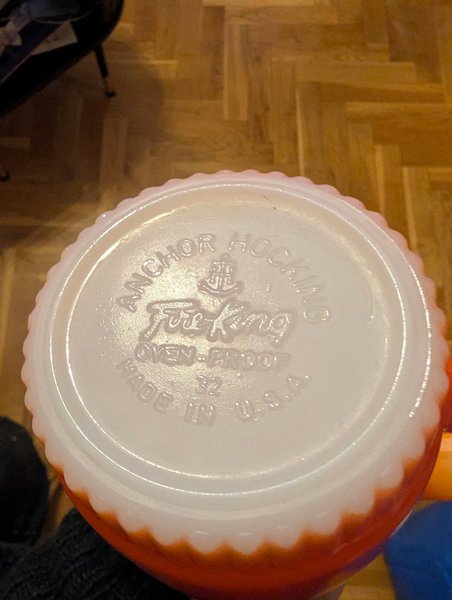 ANCHOR HOCKING
Fire-King
OVEN-PROOF
32
MADE IN U.S.A.